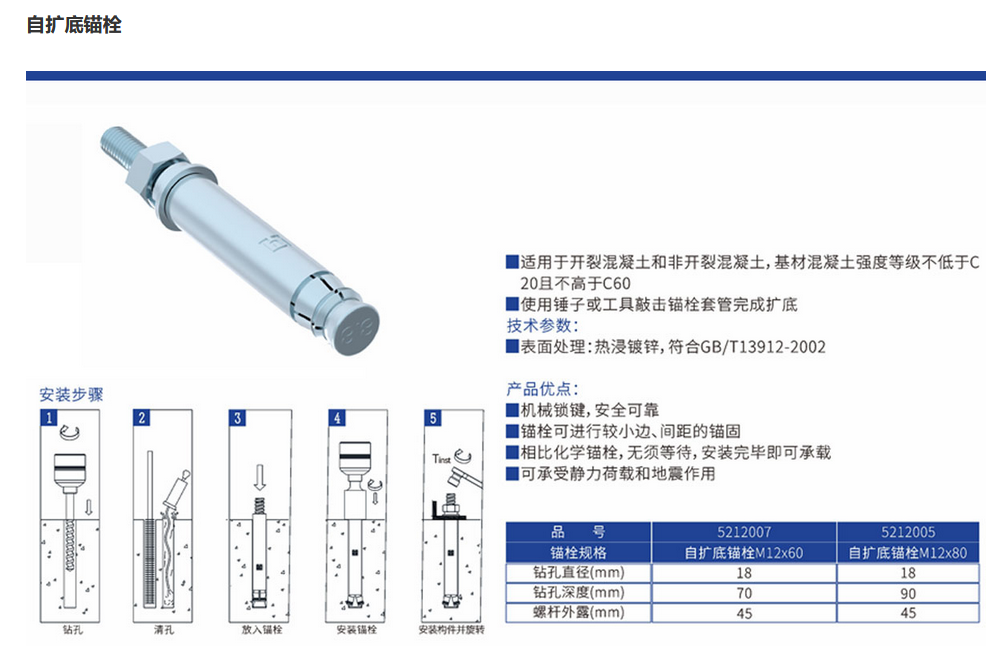 自扩底锚栓
■适用于开裂混凝土和非开裂混凝土，基材混凝土强度等级不低于C
20且不高于C60
■使用锤子或工具敲击锚栓套管完成扩底
技术参数：
■表面处理：热浸镀锌，符合GB/T13912-2002
产品优点：
■机械锁键，安全可靠
■锚栓可进行较小边、间距的锚固
■相比化学锚栓，无须等待，安装完毕即可承载
■可承受静力荷载和地震作用
安装步骤
1 2 3 4 5
Tinst
钻孔 清孔 放入锚栓 安装锚栓 安装构件并旋转
品 号 5212007 5212005
锚栓规格 自扩底锚栓M12x60 自扩底锚栓M12x80
钻孔直径(mm) 18 18
钻孔深度(mm) 70 90
螺杆外露(mm) 45 45